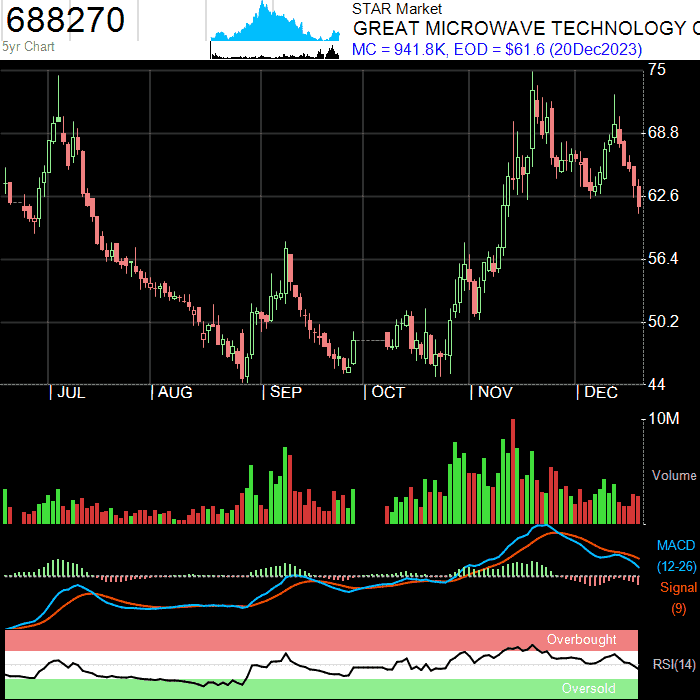 688270
5yr Chart
STAR Market
GREAT MICROWAVE TECHNOLOGY C
MC = 941.8K, EOD = $61.6 (20Dec2023)
75
68.8
62.6
56.4
50.2
44
JUL
AUG
SEP
OCT
NOV
DEC
10M
Volume
MACD
(12-26)
Signal
(9)
Overbought
RSI(14)
Oversold